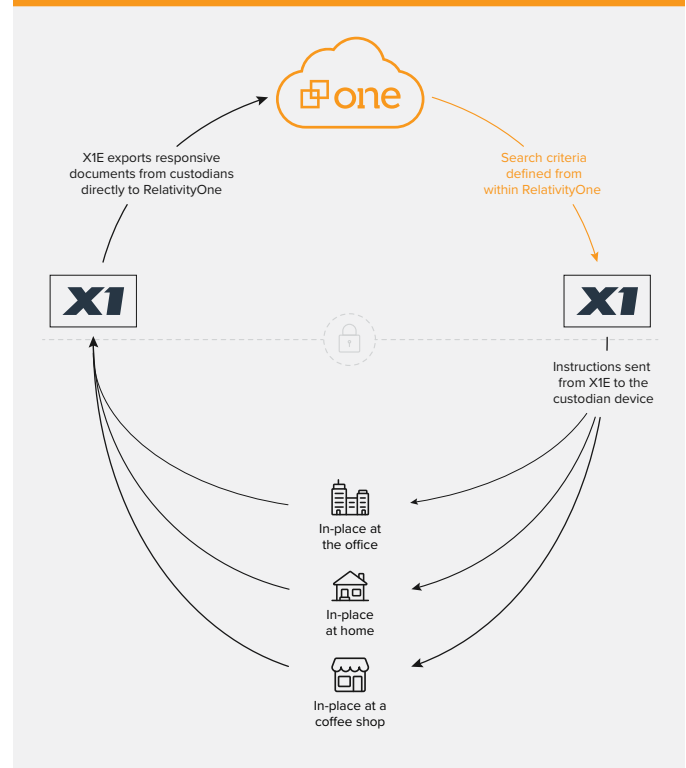 one
X1E exports responsive
documents from custodians
directly to RelativityOne
Search criteria
defined from
within RelativityOne
X1
X1
Instructions sent
from X1E to the
custodian device
In-place at
the office
In-place
at home
In-place at a
coffee shop